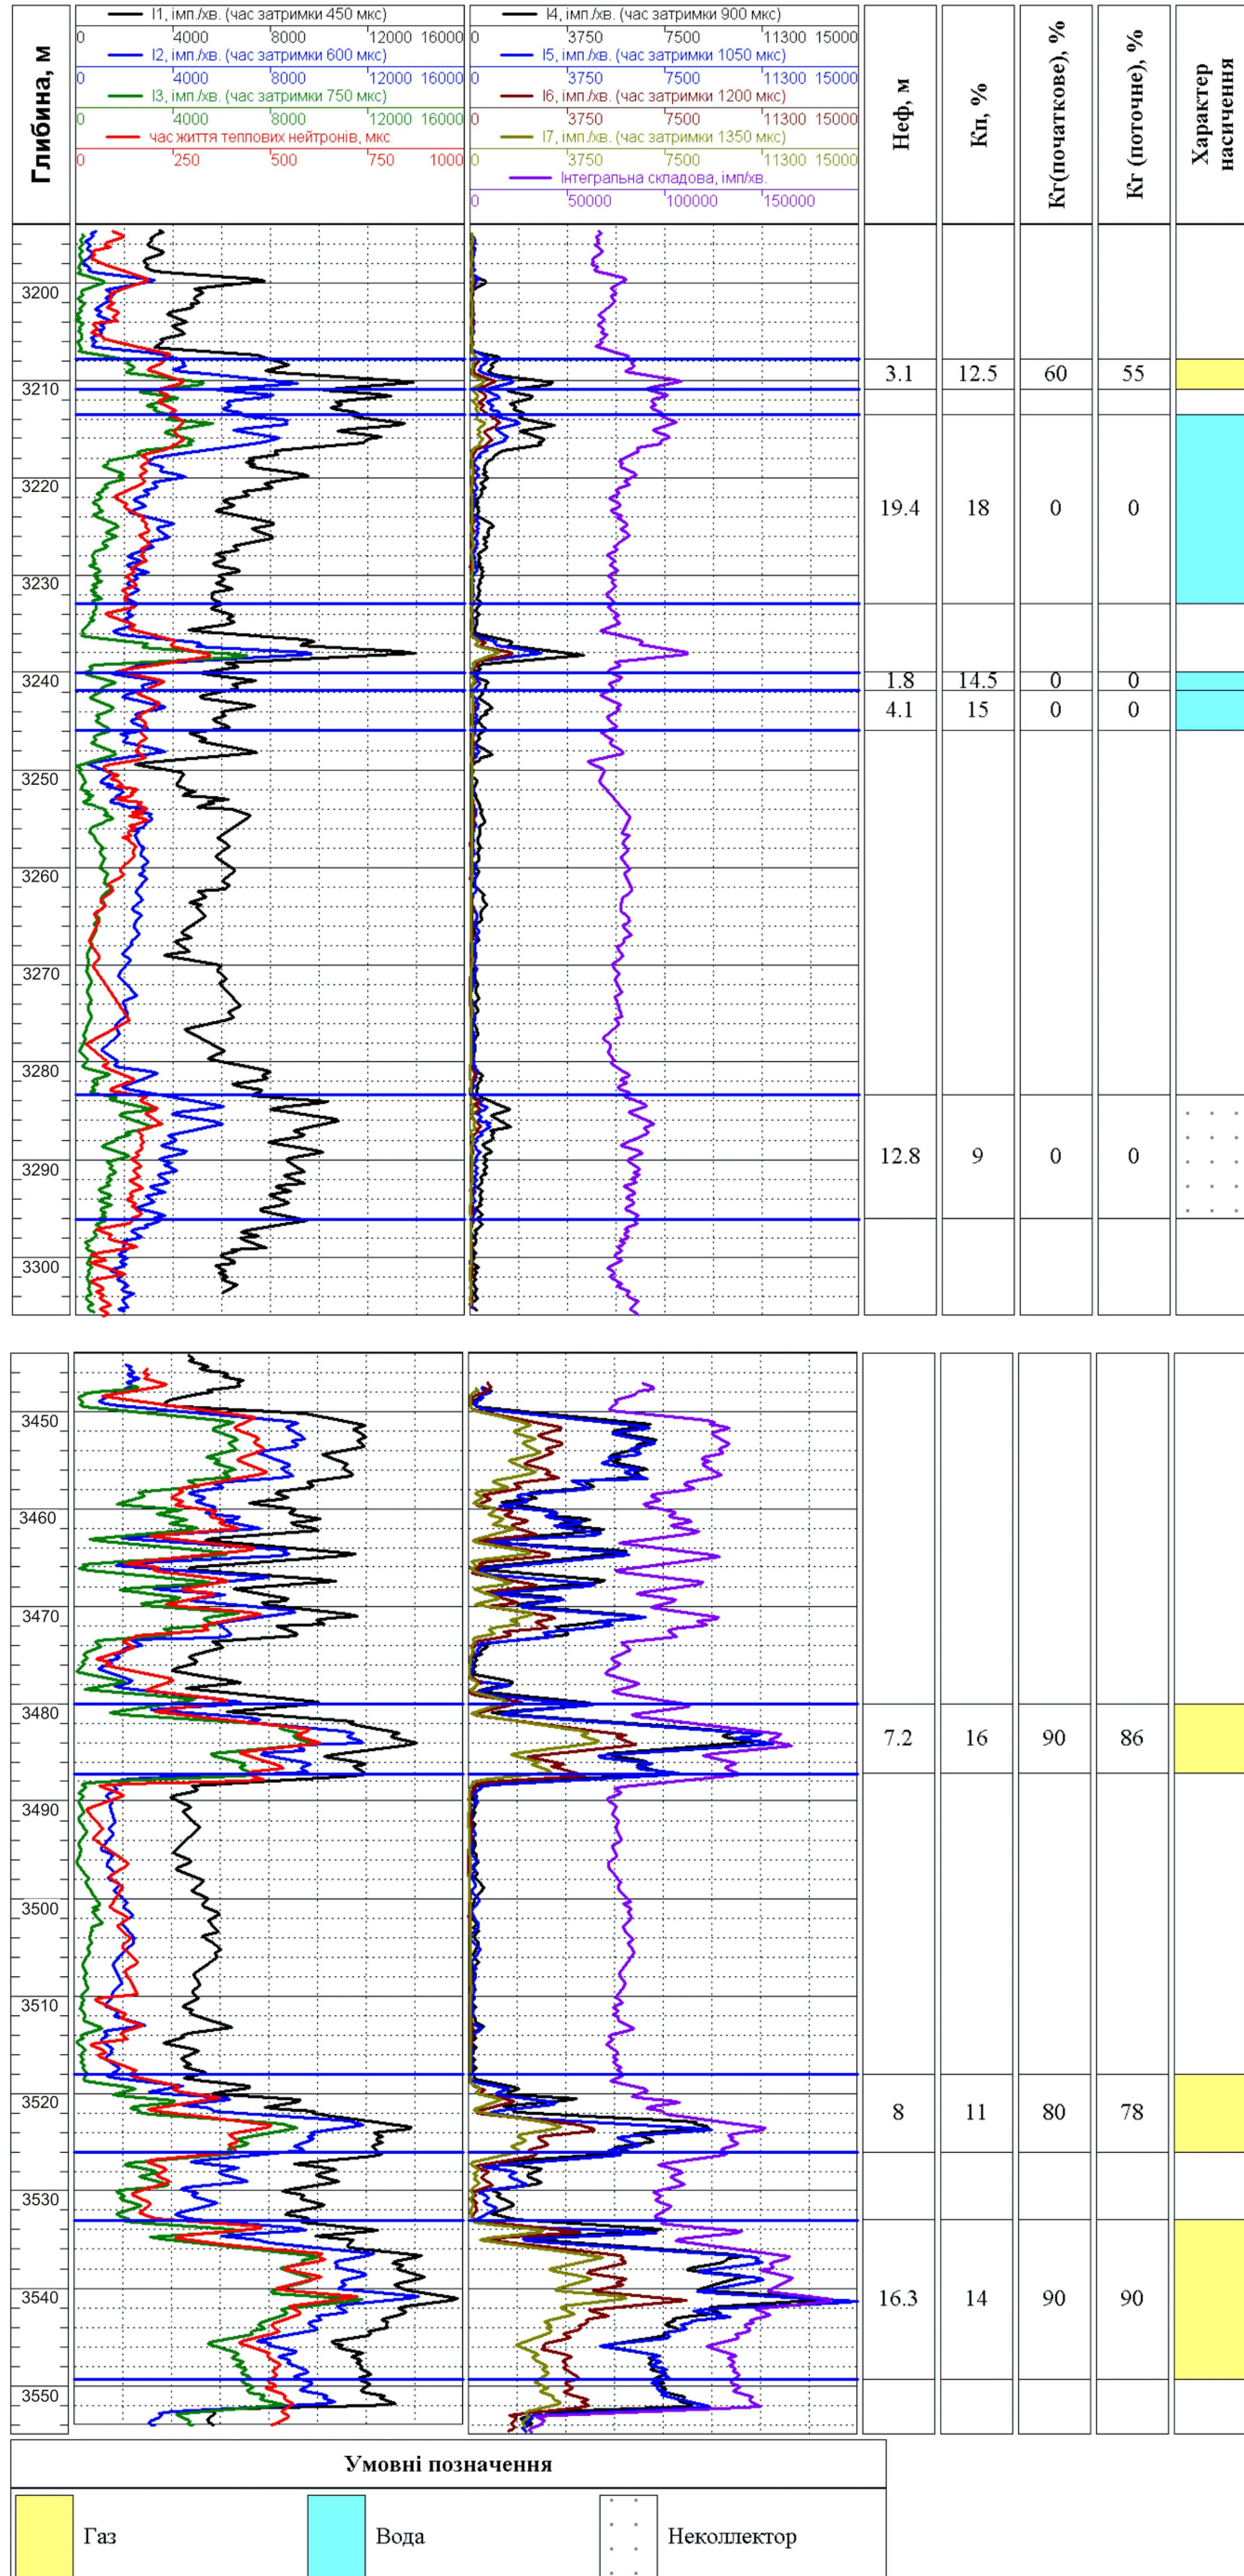 Глибина, м
I1, імп./хв. (час затримки 450 мкс)
0 4000 8000 12000 16000
I2, імп./хв. (час затримки 600 мкс)
0 4000 8000 12000 16000
I3, імп./хв. (час затримки 750 мкс)
0 4000 8000 12000 16000
час життя теплових нейтронів, мкс
0 250 500 750 1000
I4, імп./хв. (час затримки 900 мкс)
0 3750 7500 11300 15000
I5, імп./хв. (час затримки 1050 мкс)
0 3750 7500 11300 15000
I6, імп./хв. (час затримки 1200 мкс)
0 3750 7500 11300 15000
I7, імп./хв. (час затримки 1350 мкс)
0 3750 7500 11300 15000
Інтегральна складова, імп/хв.
0 50000 100000 150000
Неф, м
Кп, %
Кг(початкове), %
Кг (поточне), %
Характер
насичення
3200
3210
3.1 12.5 60 55
3220
19.4 18 0 0
3230
3240
1.8 14.5 0 0
4.1 15 0 0
3250
3260
3270
3280
3290
12.8 9 0 0
3300
3450
3460
3470
3480
7.2 16 90 86
3490
3500
3510
3520
8 11 80 78
3530
3540
16.3 14 90 90
3550
Умовні позначення
Газ
Вода
Неколлектор